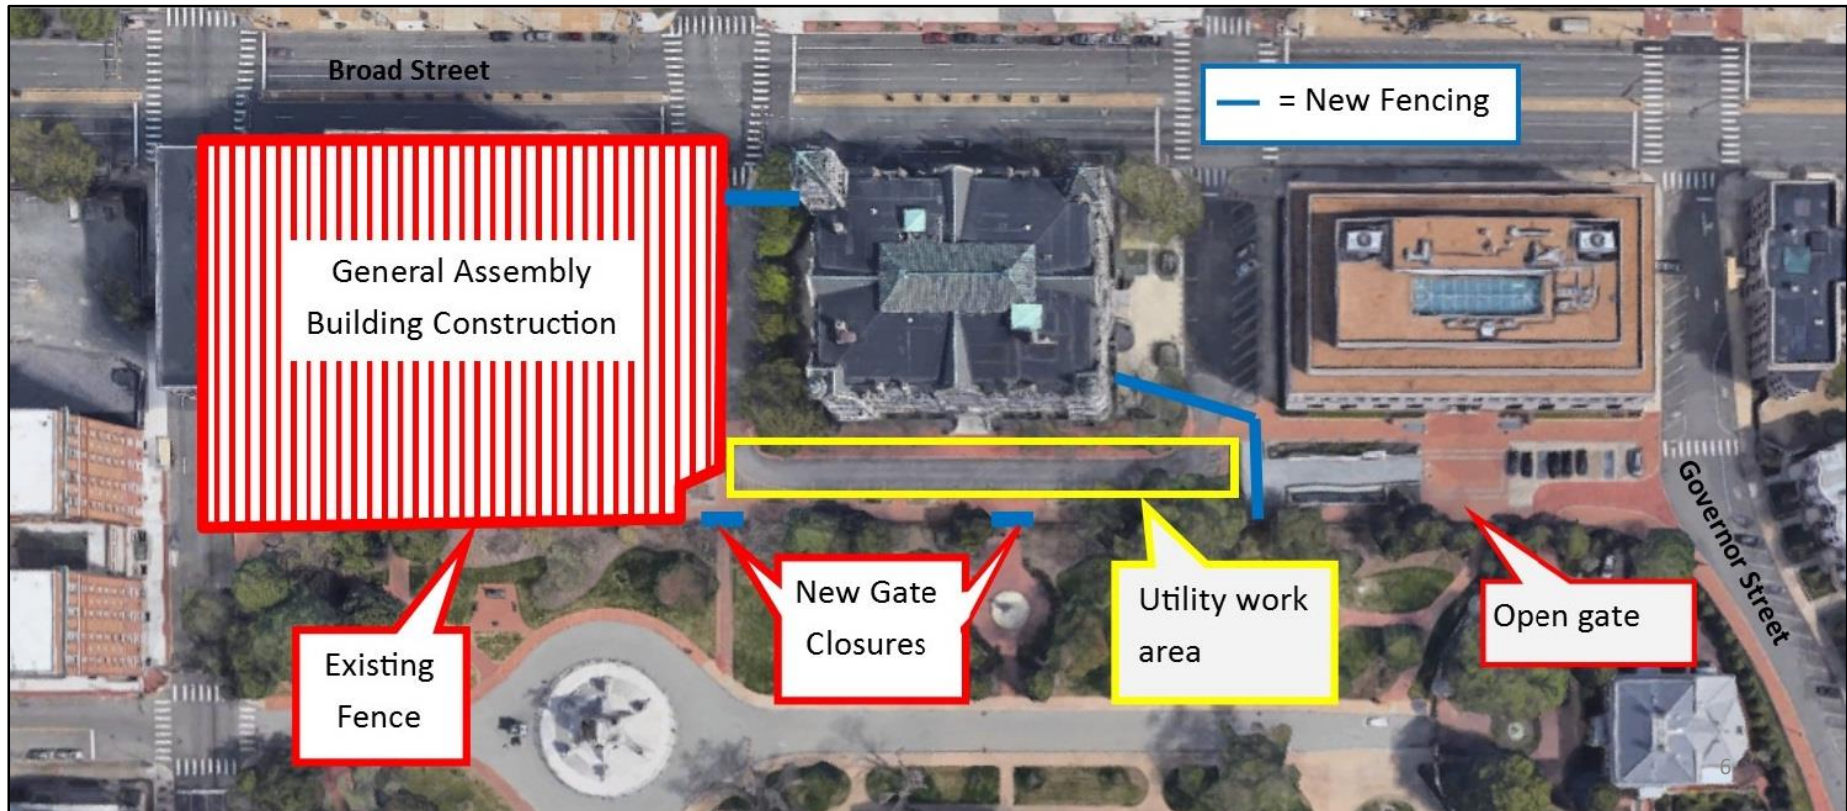 Broad Street
= New Fencing
General Assembly
Building Construction
Governor Street
New Gate
Closures
Utility work
area
Open gate
Existing
Fence
6